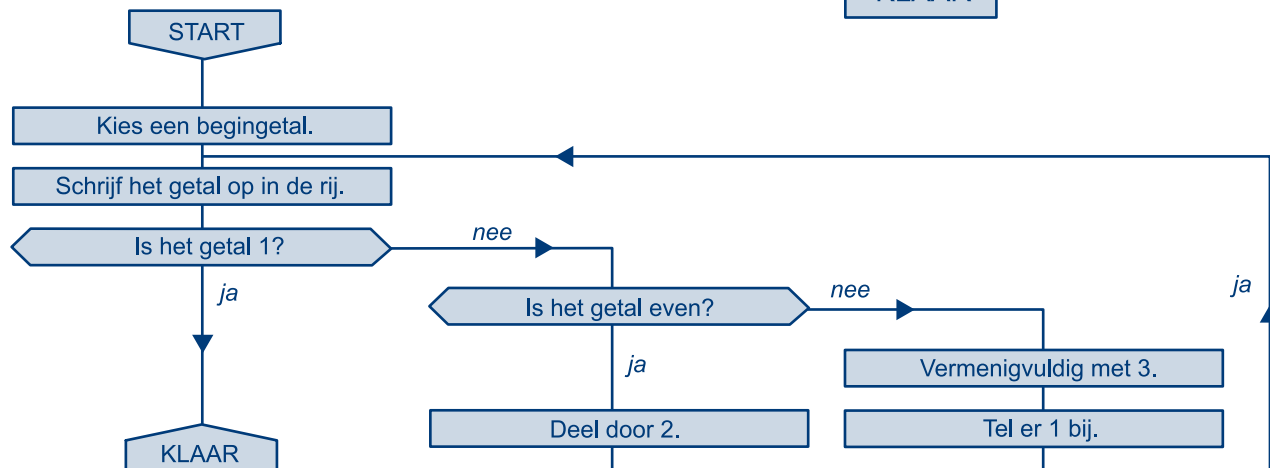 START
Kies een begingetal.
Schrijf het getal op in de rij.
Is het getal 1?
nee
ja
Is het getal even?
nee
ja
ja
Vermenigvuldig met 3.
Deel door 2.
Tel er 1 bij.
KLAAR